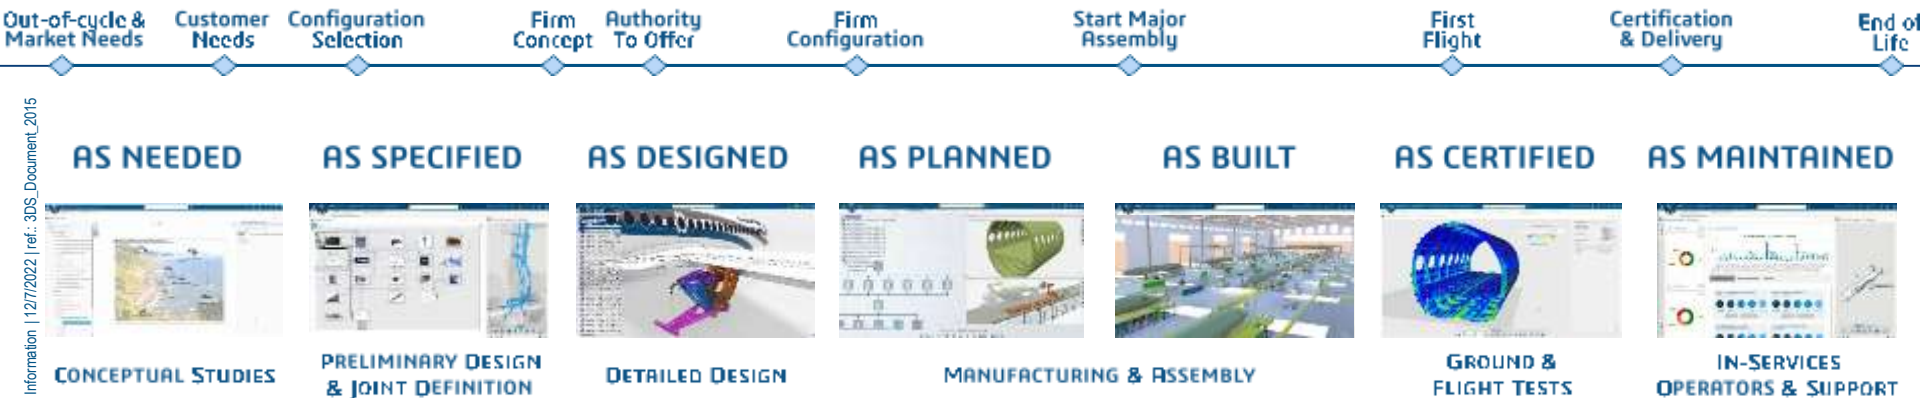 Out-of-cycle &
Market Needs
Customer
Needs
Configuration
Selection
Firm
Concept
Authority
To Offer
Firm
Configuration
Start Major
Assembly
First
Flight
Certification
& Delivery
End of
Life
Information | 12/7/2022 | ref.: 3DS_Document_2015
AS NEEDED
AS SPECIFIED
AS DESIGNED
AS PLANNED
AS BUILT
AS CERTIFIED
AS MAINTAINED
CONCEPTUAL STUDIES
PRELIMINARY DESIGN
& JOINT DEFINITION
DETAILED DESIGN
MANUFACTURING & ASSEMBLY
GROUND &
FLIGHT TESTS
IN-SERVICES
OPERATORS & SUPPORT